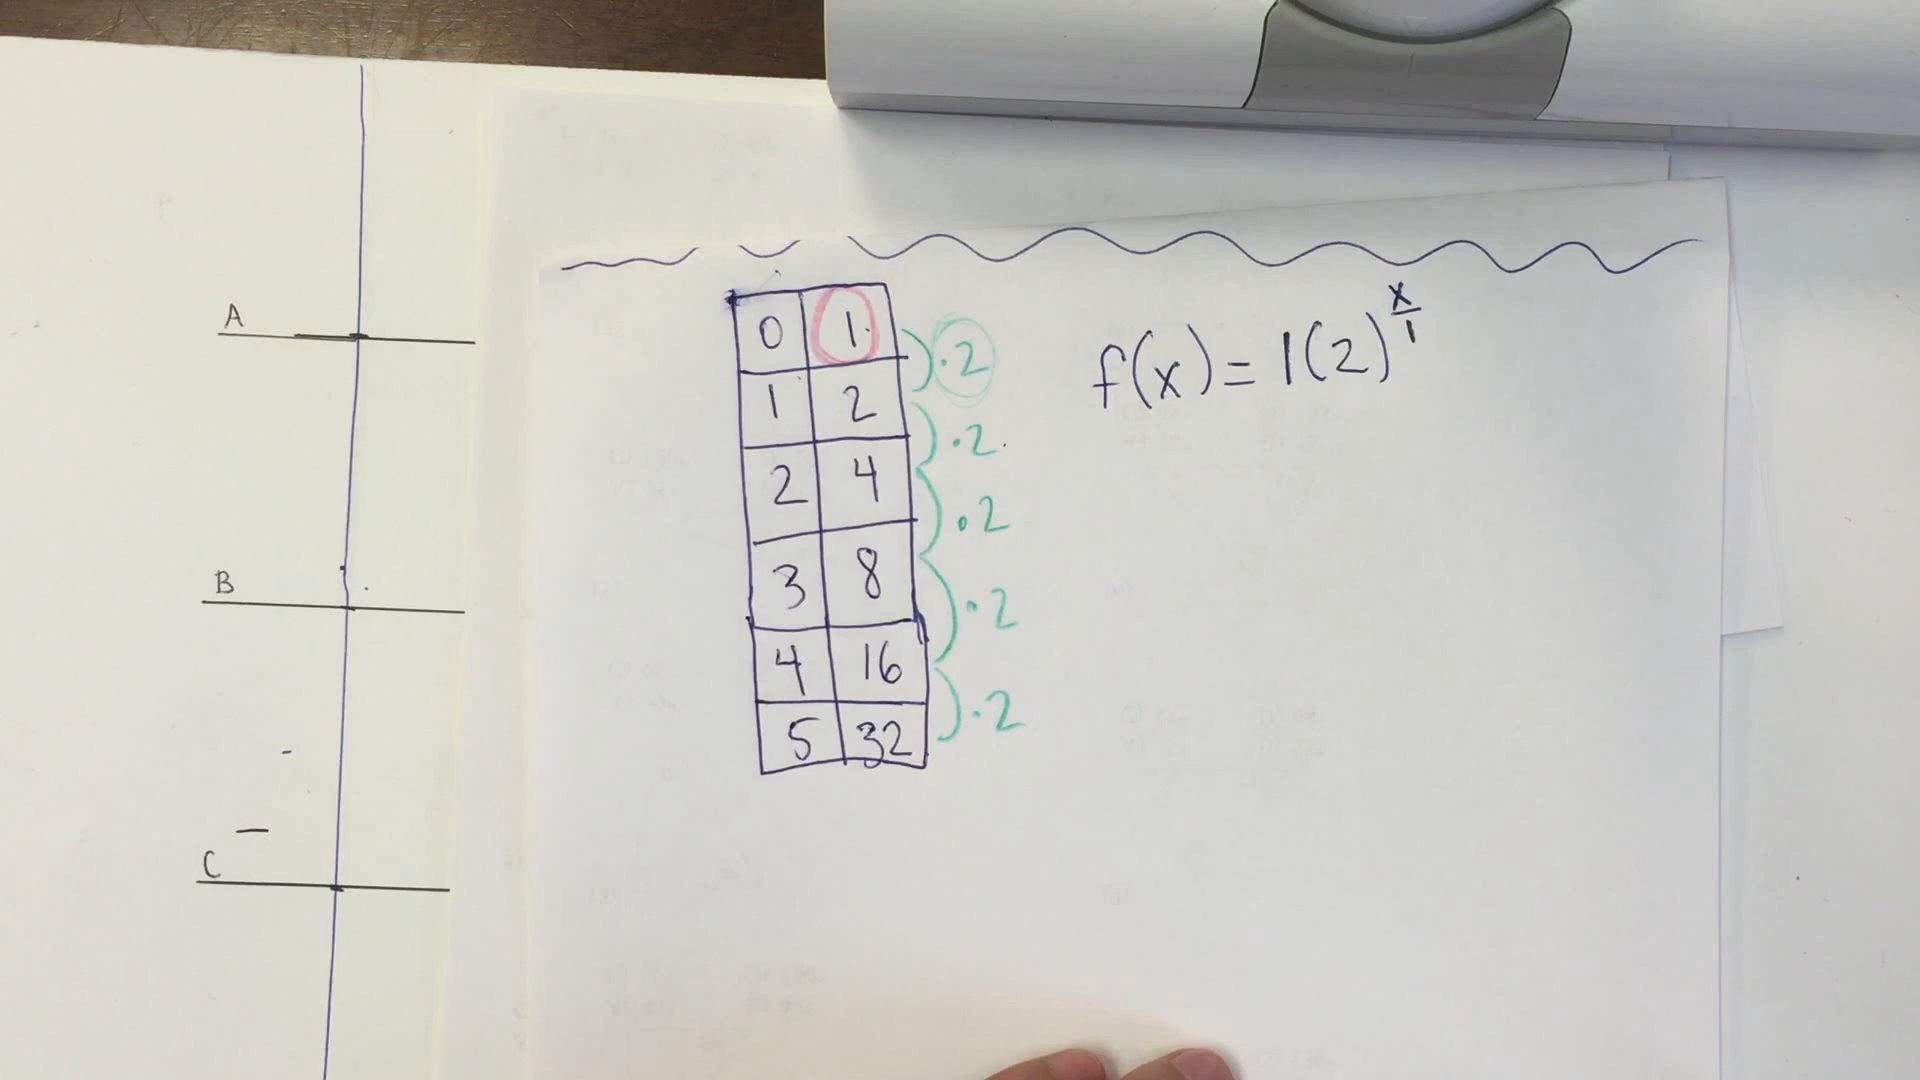 A
B
C
0 1
1 2
2 4
3 8
4 16
5 32
·2
·2
·2
·2
·2
f(x) = 1(2)^(x/1)